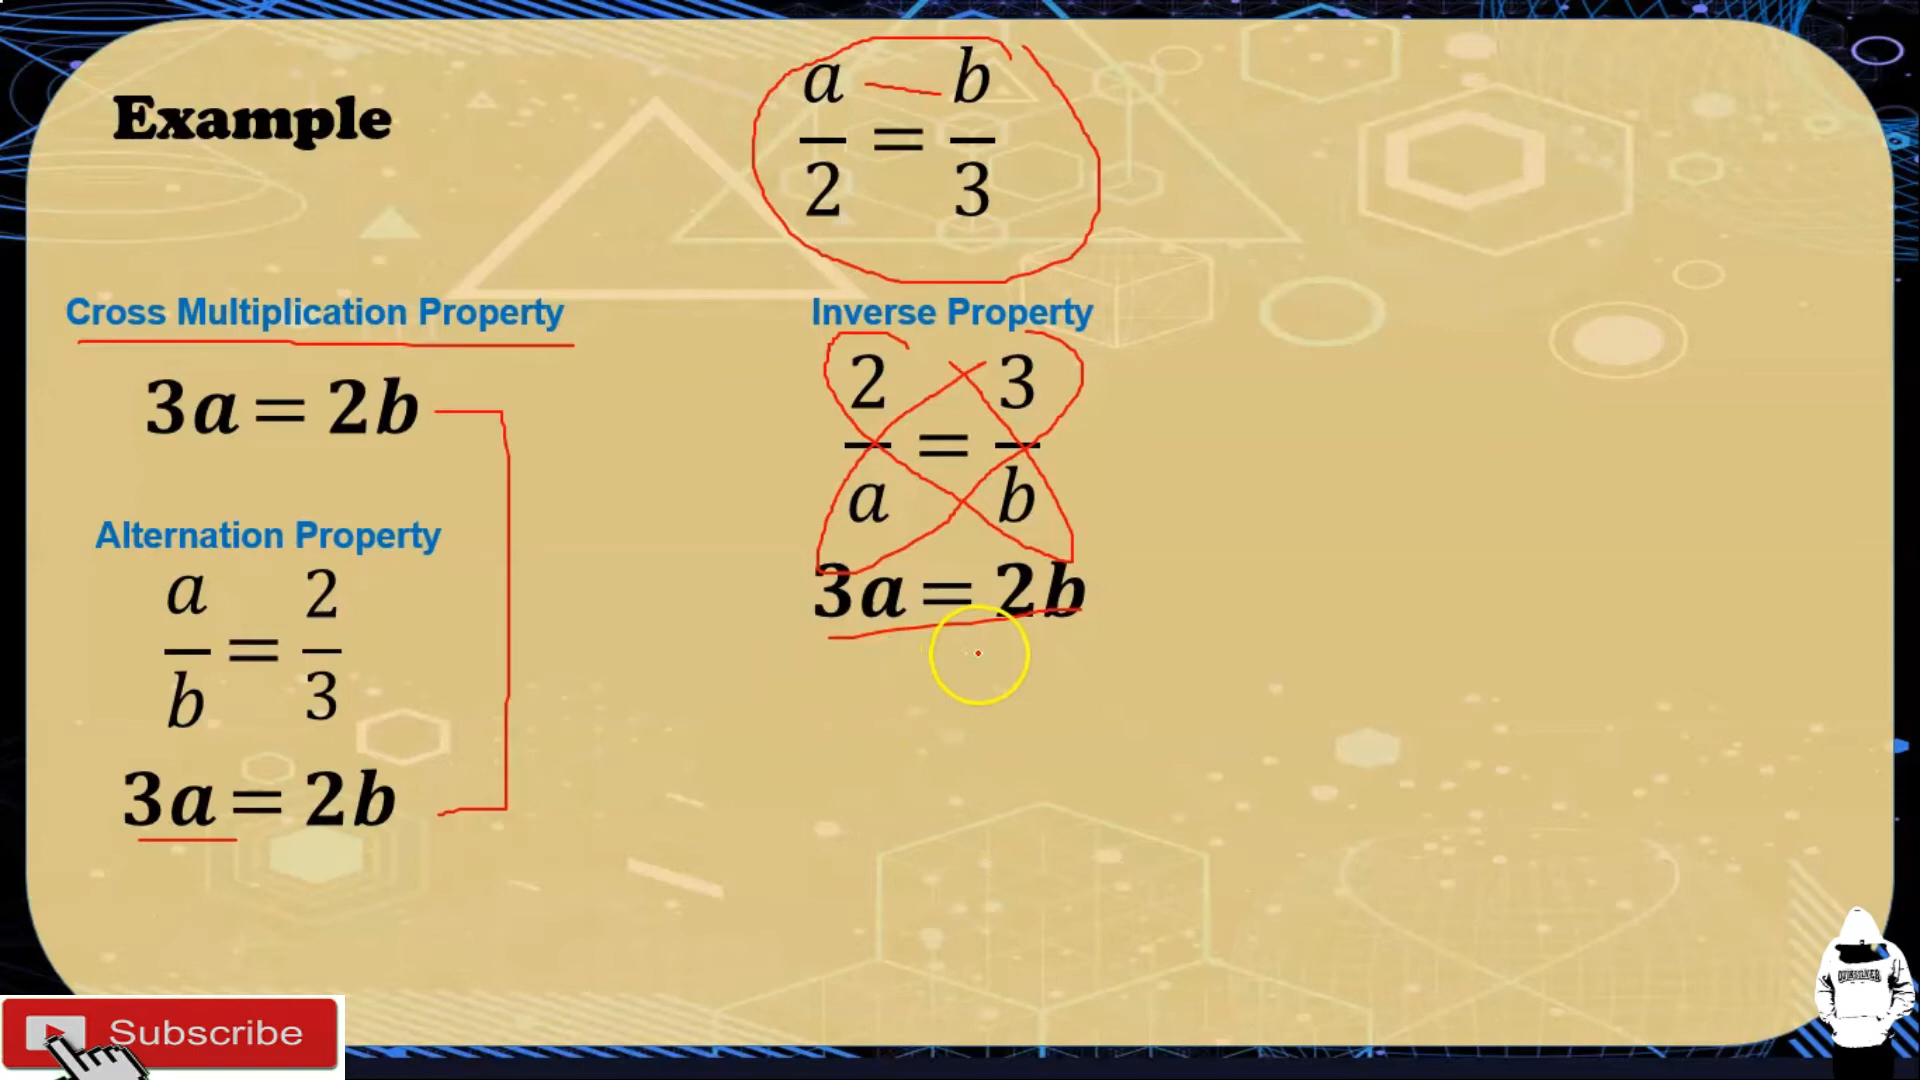 Example
a/2 = b/3
Cross Multiplication Property
3a = 2b
Alternation Property
a/b = 2/3
3a = 2b
Inverse Property
2/a = 3/b
3a = 2b
Subscribe
QUIKSILVER